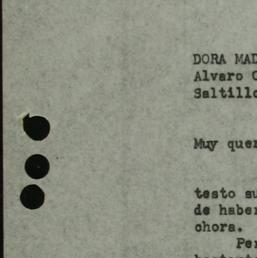 DORA MAD
Alvaro O
Saltillo
Muy quer
testo su
de haber
chora.
Per